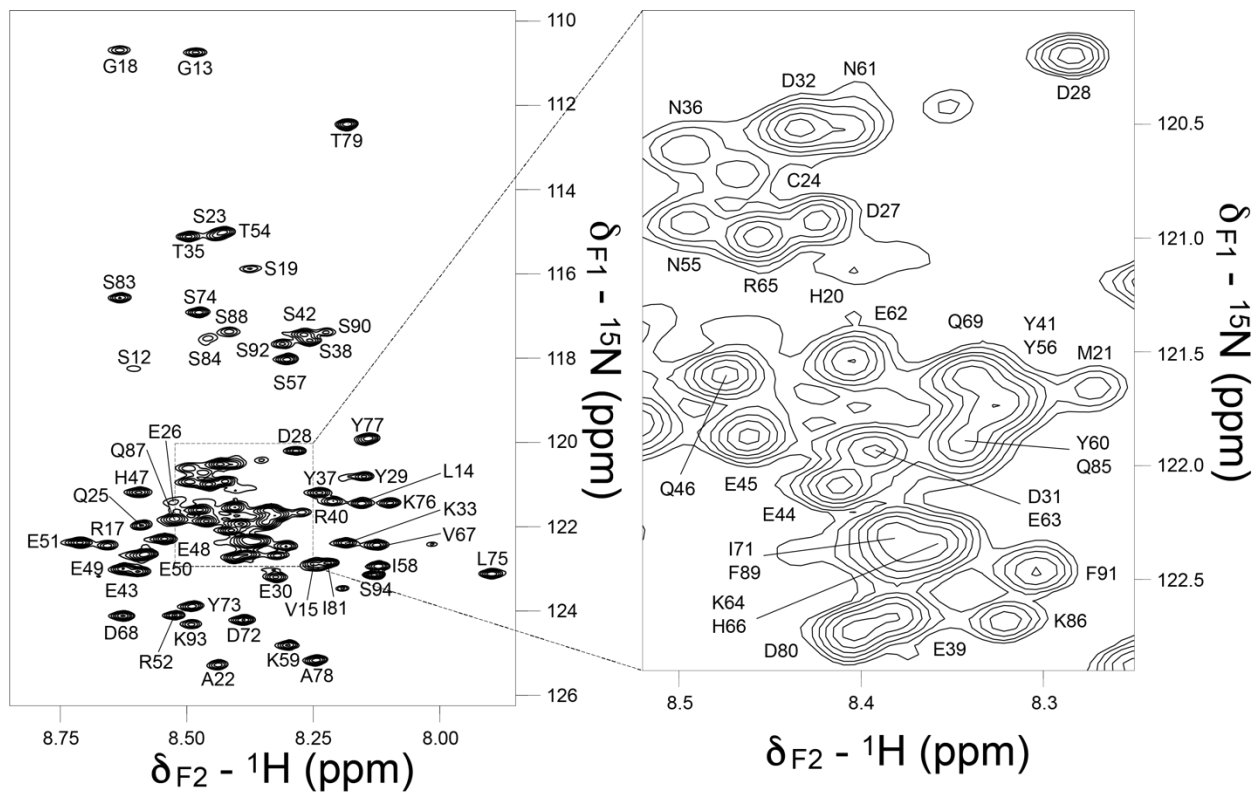 110
G18
G13
112
T79
114
S23
T54
T35
S19
116
S83
S74
S88
S42
S90
S92
S84
S38
S12
S57
118
E26
Q87
D28
Y77
120
H47
Y37
Y29
L14
Q25
R40
K76
K33
R17
122
E51
E48
V67
E49
E50
I58
L75
E43
E30
S94
V15
I81
Y73
D68
K93
D72
124
R52
K59
A22
A78
126
8.75
8.50
8.25
8.00
δF2 - ¹H (ppm)
δF1 - ¹⁵N (ppm)
N61
D32
D28
N36
120.5
C24
D27
N55
R65
H20
121.0
E62
Q69
Y41
Y56
M21
121.5
Y60
Q85
Q46
E45
122.0
D31
E63
E44
I71
F89
F91
122.5
K64
H66
K86
D80
E39
8.5
8.4
8.3
δF2 - ¹H (ppm)
δF1 - ¹⁵N (ppm)